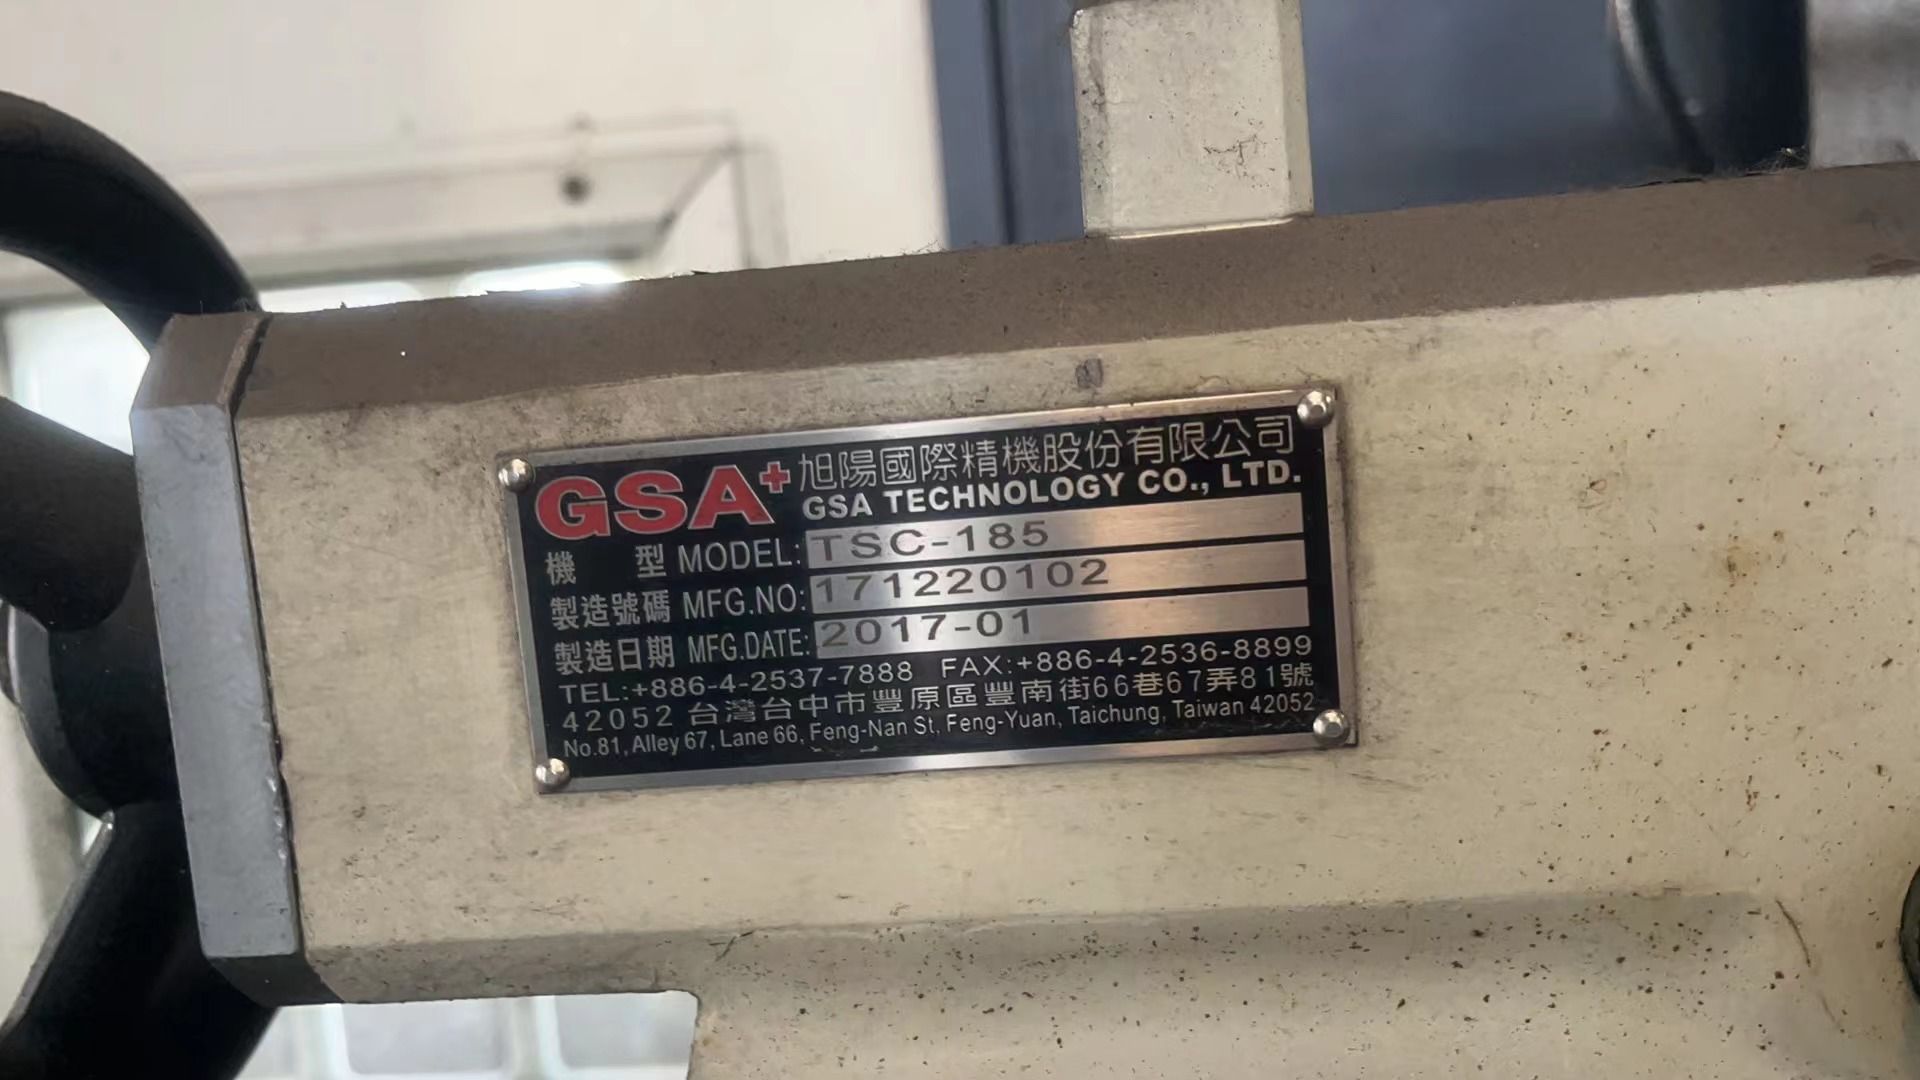 GSA+ 旭陽國際精機股份有限公司
GSA TECHNOLOGY CO., LTD.
機 型 MODEL: TSC-185
製造號碼 MFG.NO: 171220102
製造日期 MFG.DATE: 2017-01
TEL:+886-4-2537-7888 FAX:+886-4-2536-8899
42052 台灣台中市豐原區豐南街66巷67弄81號
No.81, Alley 67, Lane 66, Feng-Nan St, Feng-Yuan, Taichung, Taiwan 42052